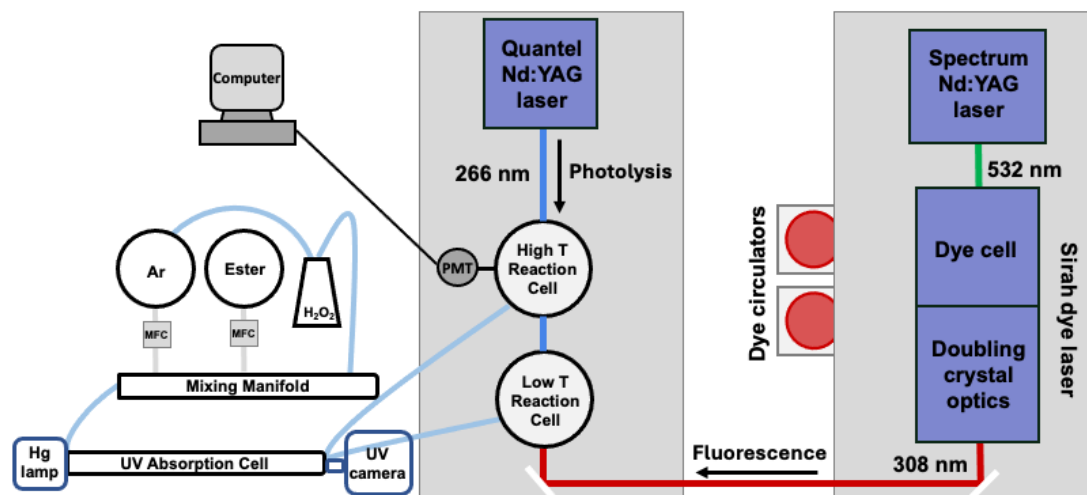 Computer
Quantel
Nd:YAG
laser
Spectrum
Nd:YAG
laser
266 nm
Photolysis
532 nm
Ar
Ester
H₂O₂
MFC
MFC
Mixing Manifold
PMT
High T
Reaction
Cell
Low T
Reaction
Cell
Dye circulators
Dye cell
Doubling
crystal
optics
Sirah dye laser
Hg
lamp
UV Absorption Cell
UV
camera
Fluorescence
308 nm